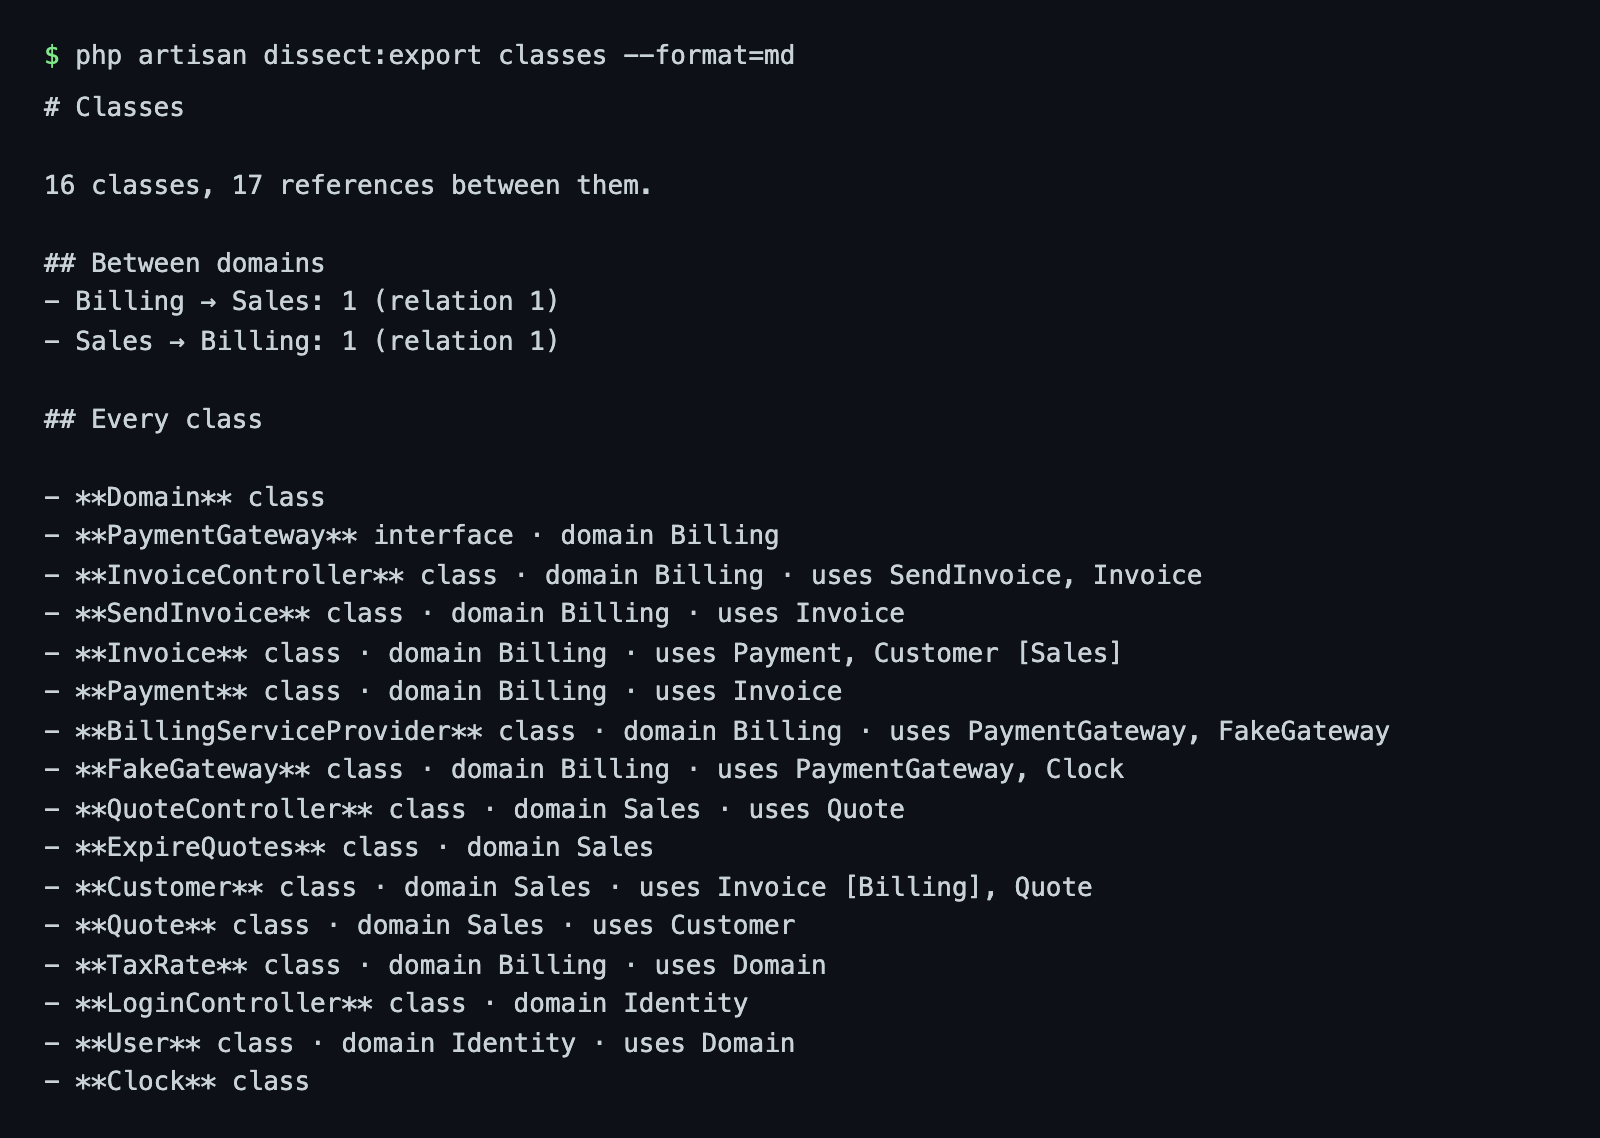 $ php artisan dissect:export classes --format=md
# Classes
16 classes, 17 references between them.
## Between domains
- Billing → Sales: 1 (relation 1)
- Sales → Billing: 1 (relation 1)
## Every class
- **Domain** class
- **PaymentGateway** interface · domain Billing
- **InvoiceController** class · domain Billing · uses SendInvoice, Invoice
- **SendInvoice** class · domain Billing · uses Invoice
- **Invoice** class · domain Billing · uses Payment, Customer [Sales]
- **Payment** class · domain Billing · uses Invoice
- **BillingServiceProvider** class · domain Billing · uses PaymentGateway, FakeGateway
- **FakeGateway** class · domain Billing · uses PaymentGateway, Clock
- **QuoteController** class · domain Sales · uses Quote
- **ExpireQuotes** class · domain Sales
- **Customer** class · domain Sales · uses Invoice [Billing], Quote
- **Quote** class · domain Sales · uses Customer
- **TaxRate** class · domain Billing · uses Domain
- **LoginController** class · domain Identity
- **User** class · domain Identity · uses Domain
- **Clock** class